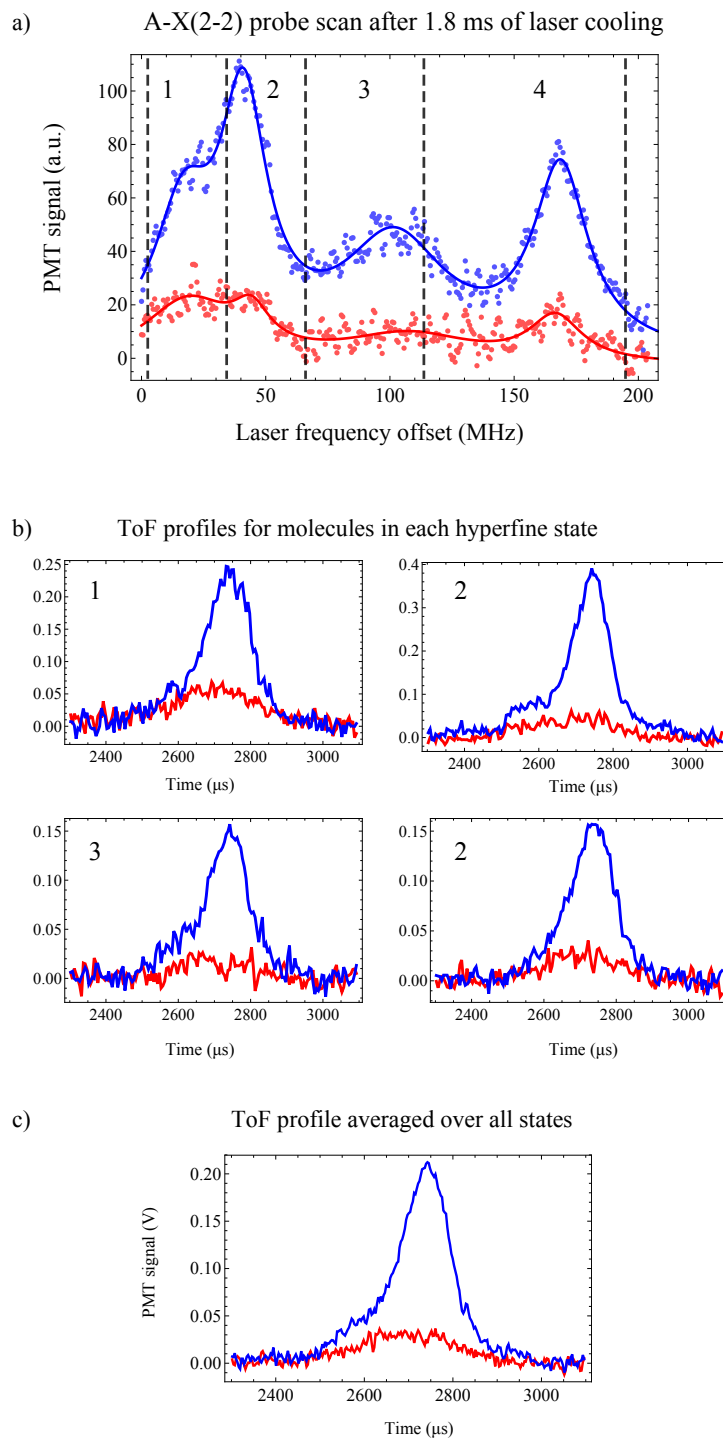 a) A-X(2-2) probe scan after 1.8 ms of laser cooling
1 2 3 4
PMT signal (a.u.)
100
80
60
40
20
0
0 50 100 150 200
Laser frequency offset (MHz)
b) ToF profiles for molecules in each hyperfine state
1
0.25
0.20
0.15
0.10
0.05
0.00
2400 2600 2800 3000
Time (μs)
2
0.4
0.3
0.2
0.1
0.0
2400 2600 2800 3000
Time (μs)
3
0.15
0.10
0.05
0.00
2400 2600 2800 3000
Time (μs)
2
0.15
0.10
0.05
0.00
2400 2600 2800 3000
Time (μs)
c) ToF profile averaged over all states
PMT signal (V)
0.20
0.15
0.10
0.05
0.00
2400 2600 2800 3000
Time (μs)